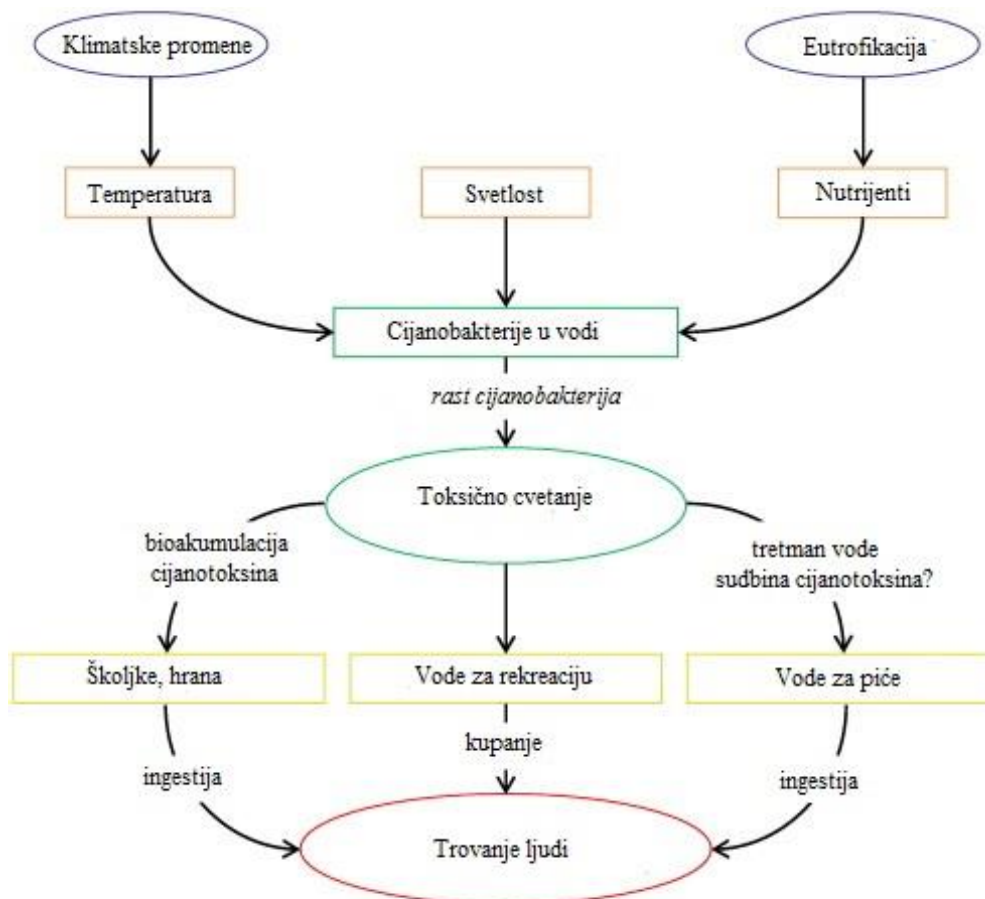 Klimatske promene
Eutrofikacija
Temperatura
Svetlost
Nutrijenti
Cijanobakterije u vodi
rast cijanobakterija
Toksično cvetanje
bioakumulacija
cijanotoksina
tretman vode
sudbina cijanotoksina?
Školjke, hrana
Vode za rekreaciju
Vode za piće
ingestija
kupanje
ingestija
Trovanje ljudi